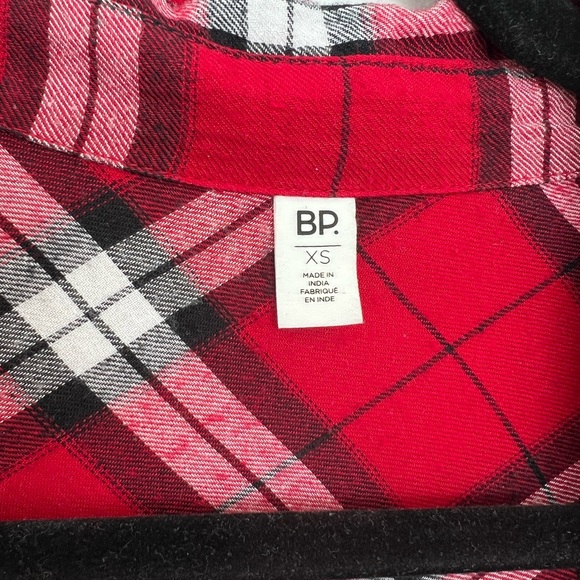 BP.
XS
MADE IN
INDIA
FABRIQUÉ
EN INDE